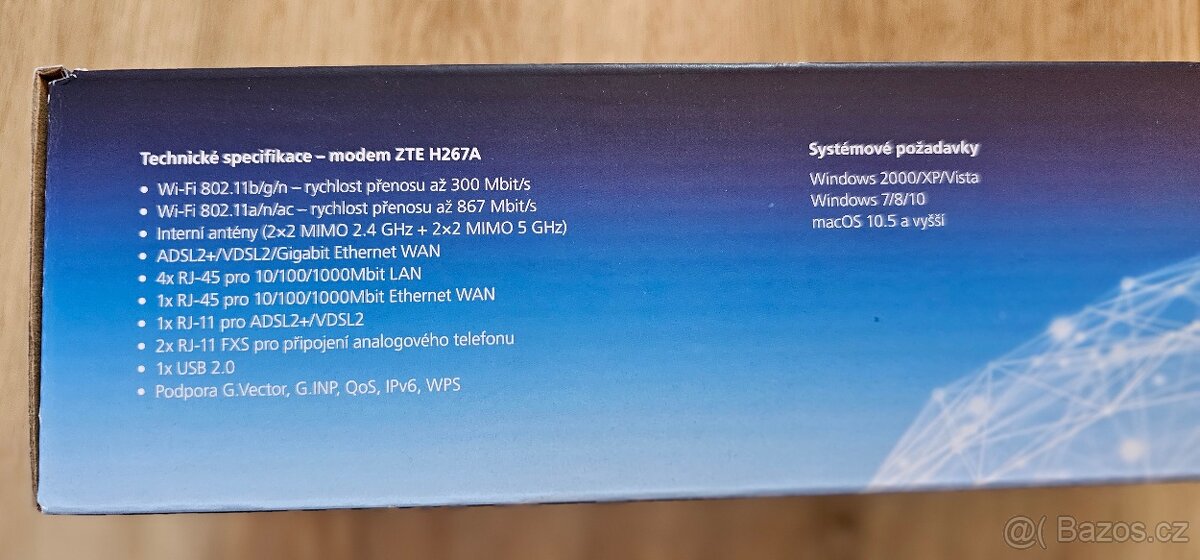 Technické specifikace – modem ZTE H267A
• Wi-Fi 802.11b/g/n – rychlost přenosu až 300 Mbit/s
• Wi-Fi 802.11a/n/ac – rychlost přenosu až 867 Mbit/s
• Interní antény (2×2 MIMO 2.4 GHz + 2×2 MIMO 5 GHz)
• ADSL2+/VDSL2/Gigabit Ethernet WAN
• 4x RJ-45 pro 10/100/1000Mbit LAN
• 1x RJ-45 pro 10/100/1000Mbit Ethernet WAN
• 1x RJ-11 pro ADSL2+/VDSL2
• 2x RJ-11 FXS pro připojení analogového telefonu
• 1x USB 2.0
• Podpora G.Vector, G.INP, QoS, IPv6, WPS
Systémové požadavky
Windows 2000/XP/Vista
Windows 7/8/10
macOS 10.5 a vyšší
Bazos.cz